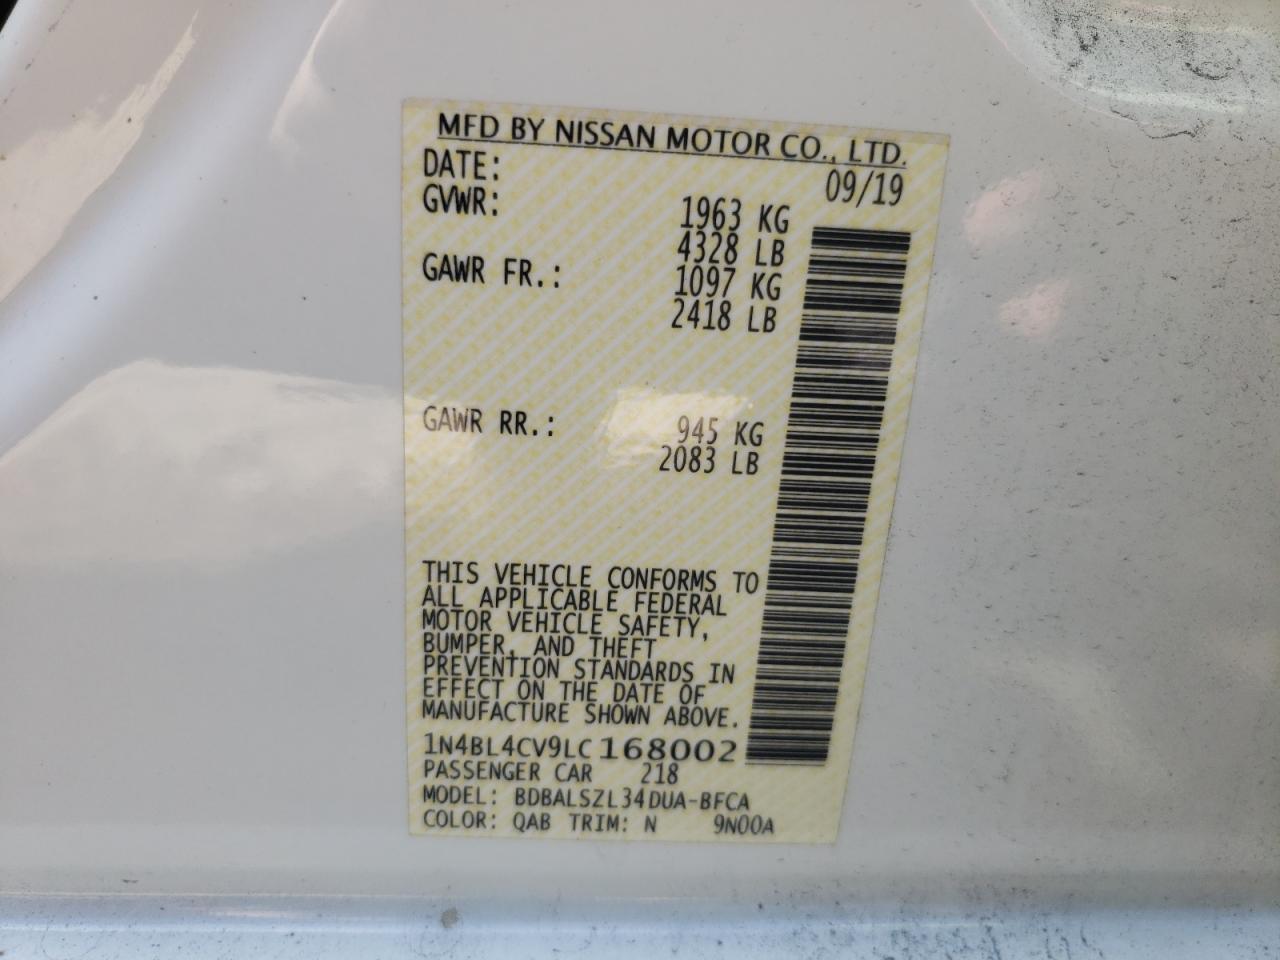 MFD BY NISSAN MOTOR CO., LTD.
DATE: 09/19
GVWR: 1963 KG
4328 LB
GAWR FR.: 1097 KG
2418 LB
GAWR RR.: 945 KG
2083 LB
THIS VEHICLE CONFORMS TO
ALL APPLICABLE FEDERAL
MOTOR VEHICLE SAFETY,
BUMPER, AND THEFT
PREVENTION STANDARDS IN
EFFECT ON THE DATE OF
MANUFACTURE SHOWN ABOVE.
1N4BL4CV9LC168002
PASSENGER CAR 218
MODEL: BDBALSZL34DUA-BFCA
COLOR: QAB TRIM: N 9N00A